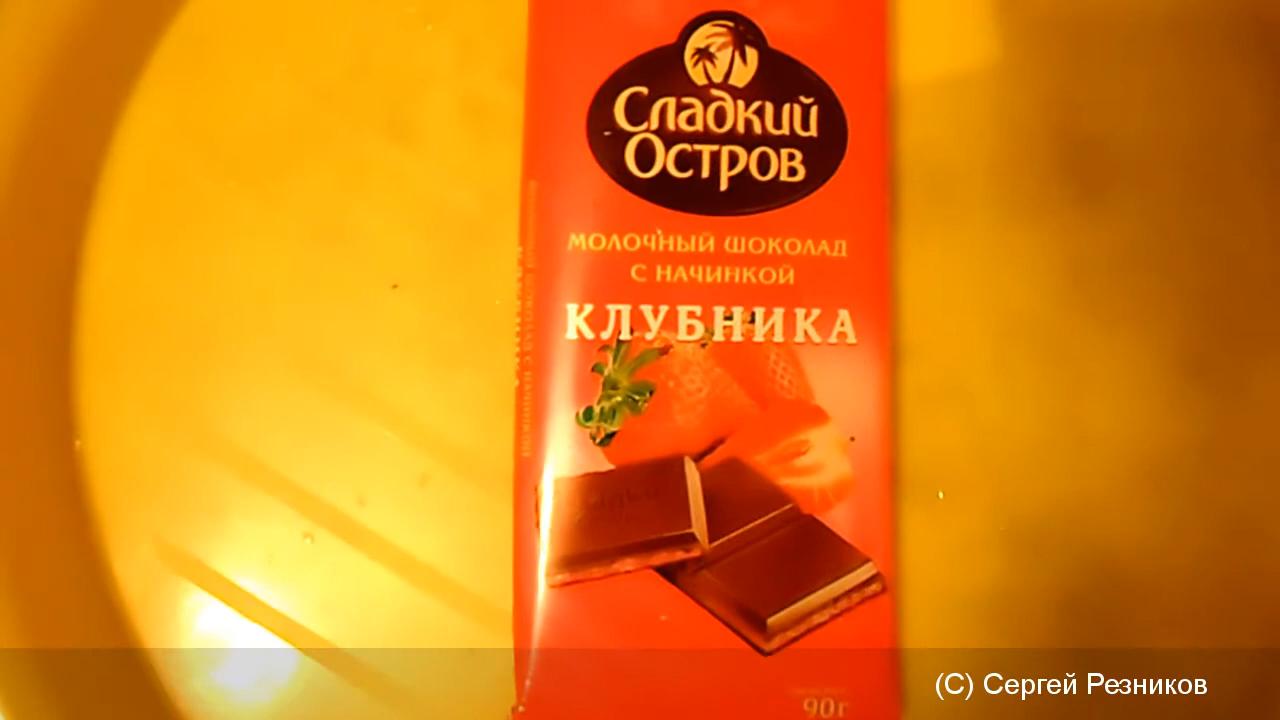 Сладкий
Остров
МОЛОЧНЫЙ ШОКОЛАД
С НАЧИНКОЙ
КЛУБНИКА
90г
(C) Сергей Резников